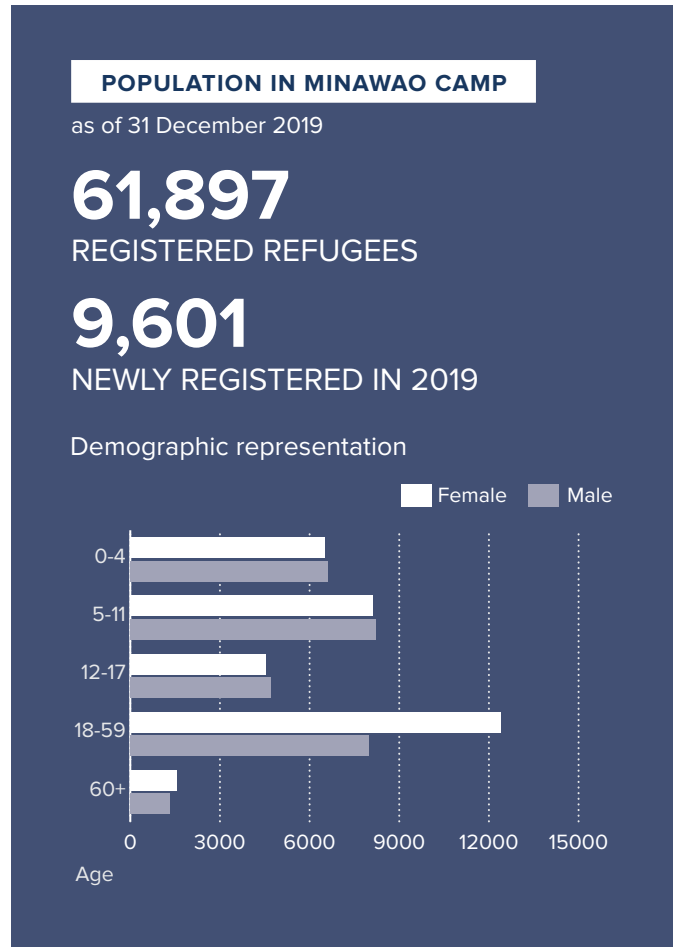 POPULATION IN MINAWAO CAMP
as of 31 December 2019
61,897
REGISTERED REFUGEES
9,601
NEWLY REGISTERED IN 2019
Demographic representation
Female Male
0-4
5-11
12-17
18-59
60+
0 3000 6000 9000 12000 15000
Age